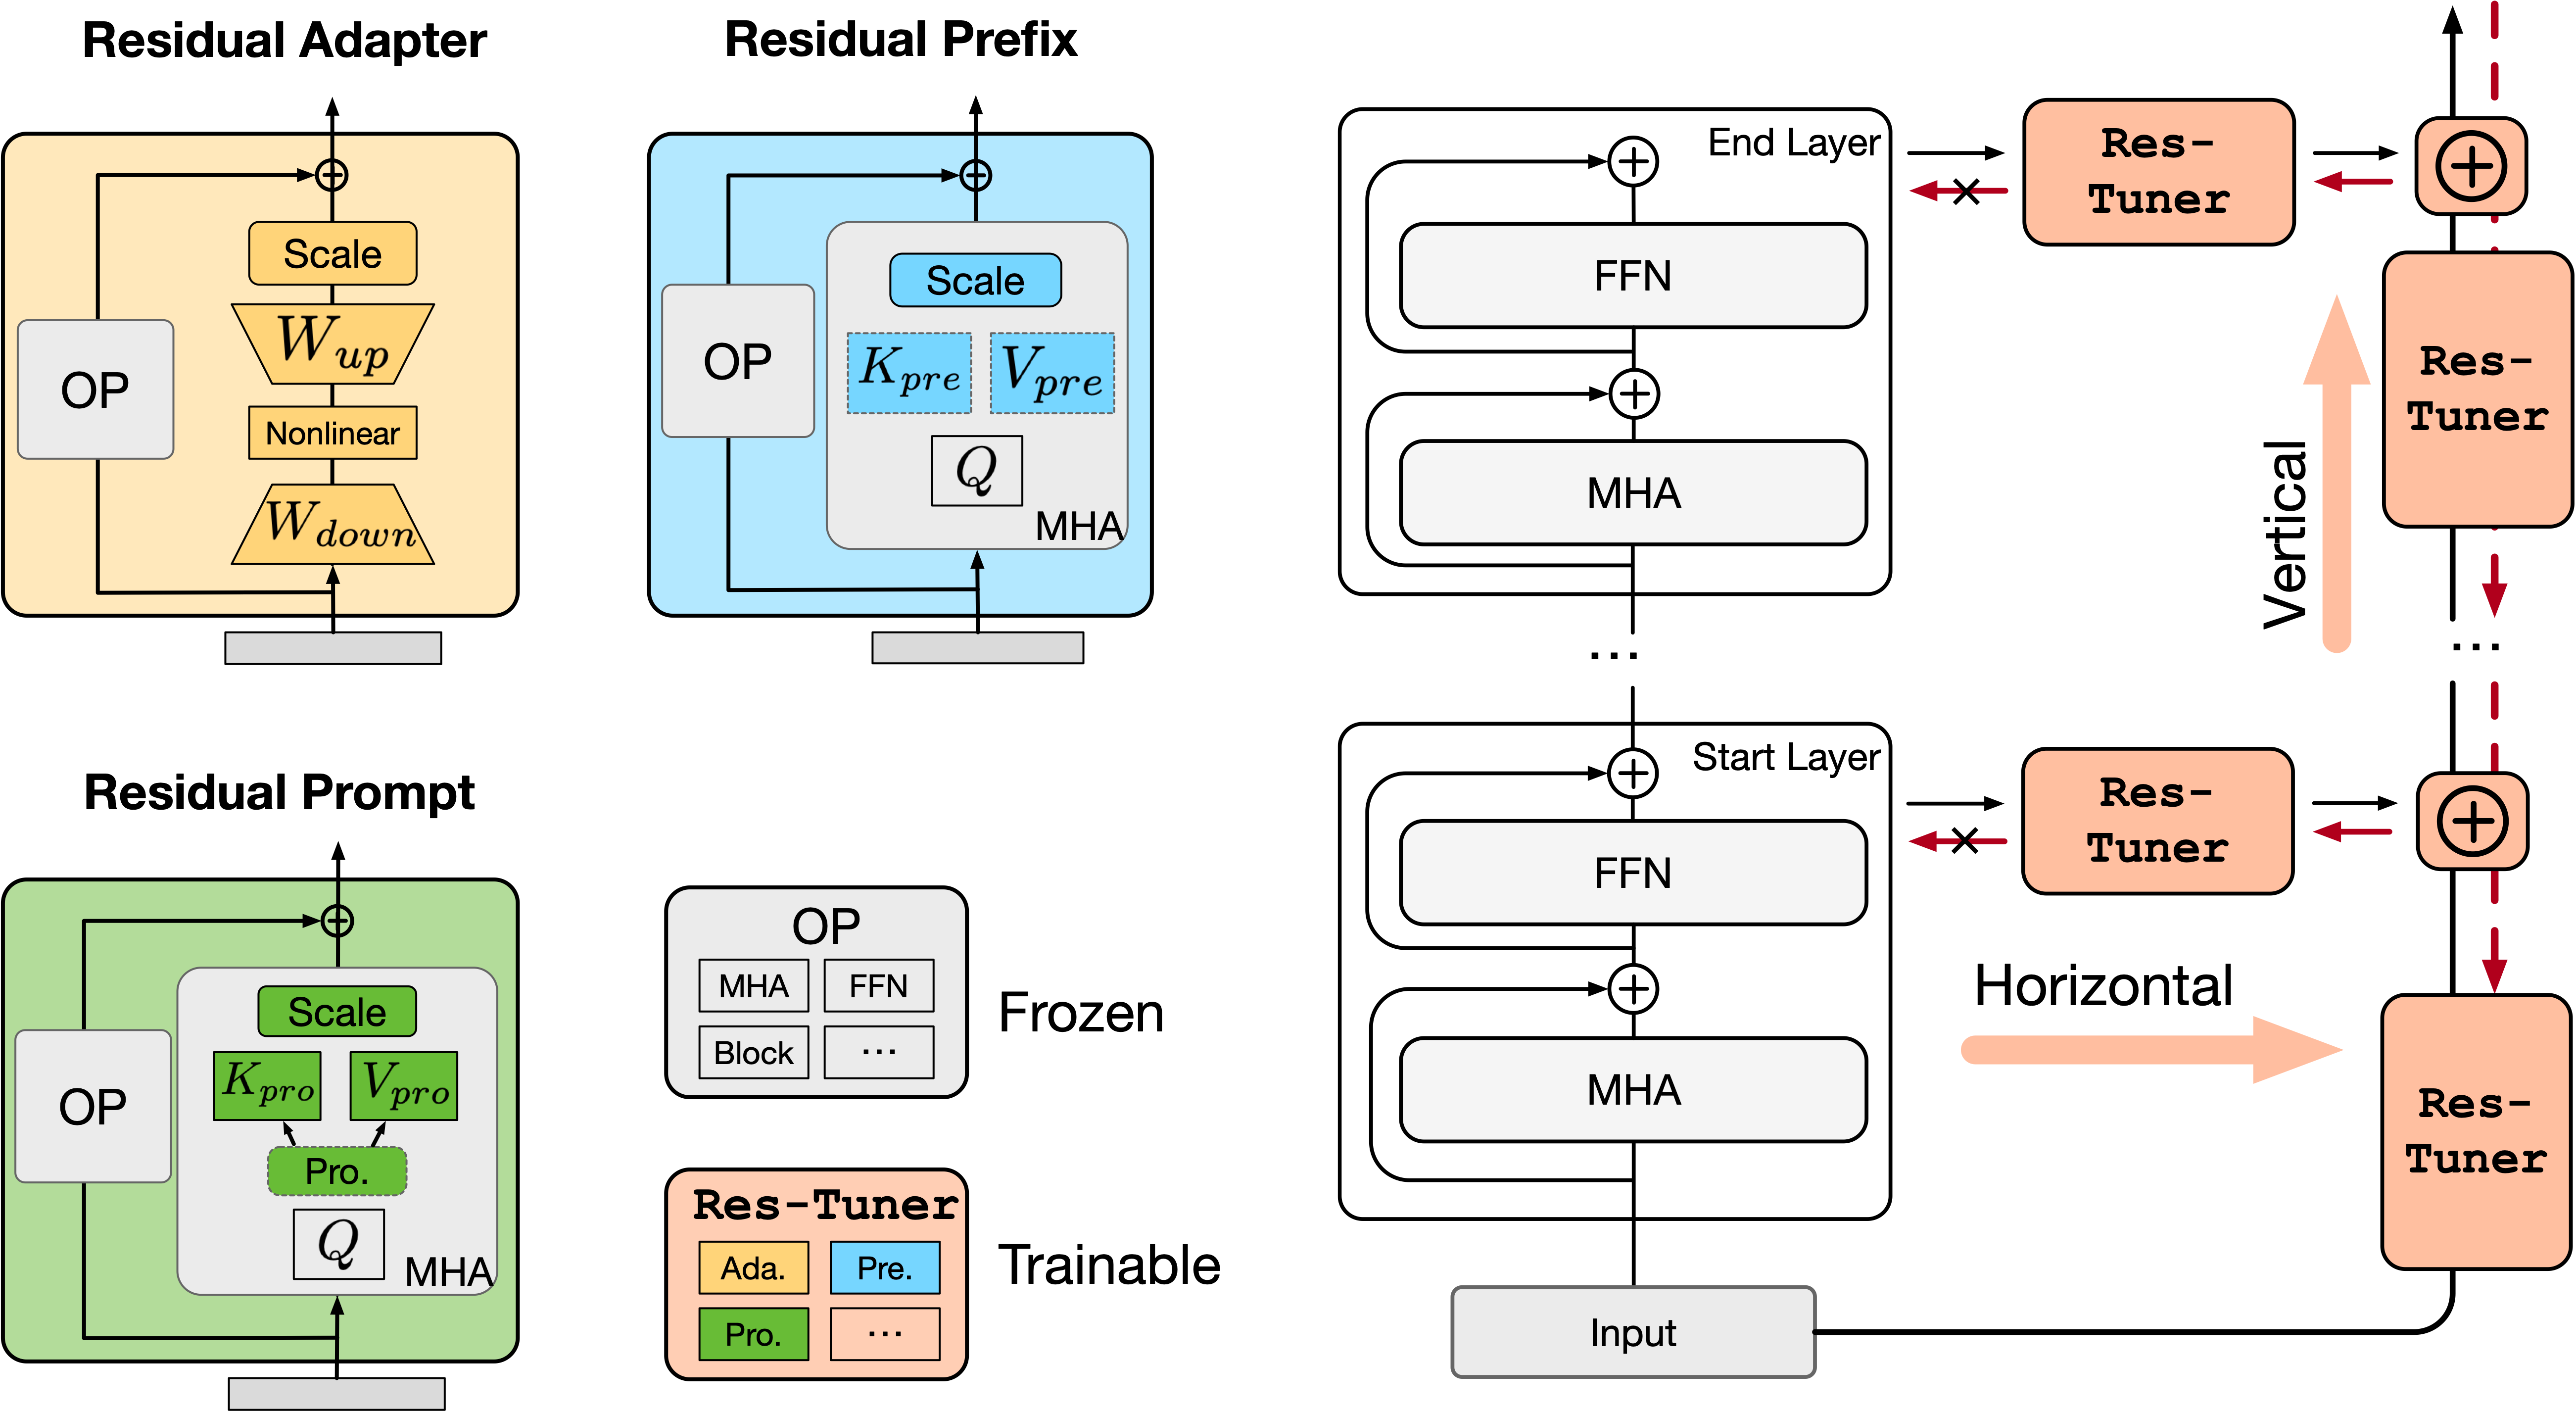 Residual Adapter
OP
Scale
W_{up}
Nonlinear
W_{down}
Residual Prefix
OP
Scale
K_{pre} V_{pre}
Q
MHA
Residual Prompt
OP
Scale
K_{pro} V_{pro}
Pro.
Q
MHA
OP
MHA FFN
Block ...
Frozen
Res-Tuner
Ada. Pre.
Pro. ...
Trainable
End Layer
FFN
MHA
...
Start Layer
FFN
MHA
Input
Res-
Tuner
Res-
Tuner
Vertical
...
Res-
Tuner
Horizontal
Res-
Tuner